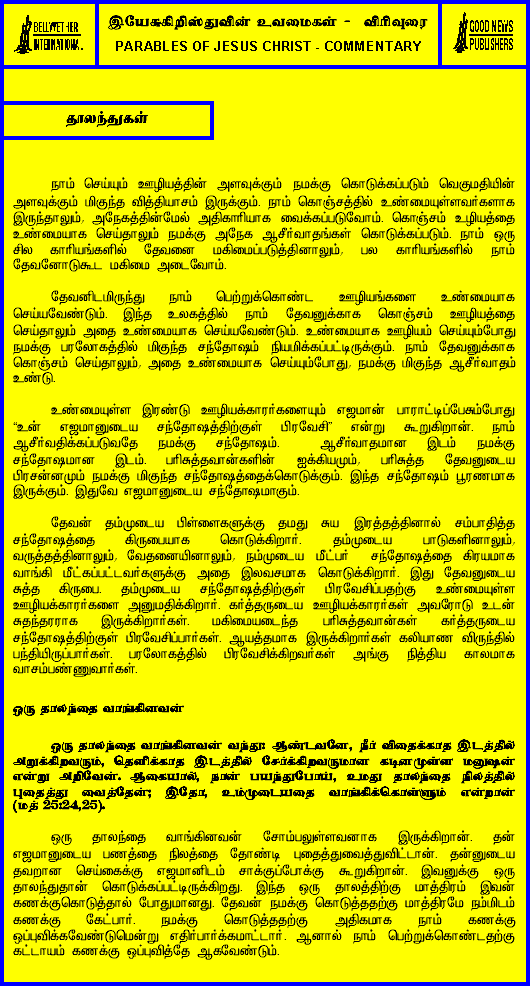 BELLWETHER
INTERNATIONAL
இயேசுகிறிஸ்துவின் உவமைகள் - விரிவுரை
PARABLES OF JESUS CHRIST - COMMENTARY
GOOD NEWS
PUBLISHERS
தாலந்துகள்
நாம் செய்யும் ஊழியத்தின் அளவுக்கும் நமக்கு கொடுக்கப்படும் வெகுமதியின்
அளவுக்கும் மிகுந்த வித்தியாசம் இருக்கும். நாம் கொஞ்சத்தில் உண்மையுள்ளவர்களாக
இருந்தாலும், அநேகத்தின்மேல் அதிகாரியாக வைக்கப்படுவோம். கொஞ்சம் உழியத்தை
உண்மையாக செய்தாலும் நமக்கு அநேக ஆசீர்வாதங்கள் கொடுக்கப்படும். நாம் ஒரு
சில காரியங்களில் தேவனை மகிமைப்படுத்தினாலும், பல காரியங்களில் நாம்
தேவனோடுகூட மகிமை அடைவோம்.
தேவனிடமிருந்து நாம் பெற்றுக்கொண்ட ஊழியங்களை உண்மையாக
செய்யவேண்டும். இந்த உலகத்தில் நாம் தேவனுக்காக கொஞ்சம் ஊழியத்தை
செய்தாலும் அதை உண்மையாக செய்யவேண்டும். உண்மையாக ஊழியம் செய்யும்போது
நமக்கு பரலோகத்தில் மிகுந்த சந்தோஷம் நியமிக்கப்பட்டிருக்கும். நாம் தேவனுக்காக
கொஞ்சம் செய்தாலும், அதை உண்மையாக செய்யும்போது, நமக்கு மிகுந்த ஆசீர்வாதம்
உண்டு.
உண்மையுள்ள இரண்டு ஊழியக்காரர்களையும் எஜமான் பாராட்டிப்பேசும்போது
“உன் எஜமானுடைய சந்தோஷத்திற்குள் பிரவேசி” என்று கூறுகிறான். நாம்
ஆசீர்வதிக்கப்படுவதே நமக்கு சந்தோஷம். ஆசீர்வாதமான இடம் நமக்கு
சந்தோஷமான இடம். பரிசுத்தவான்களின் ஐக்கியமும், பரிசுத்த தேவனுடைய
பிரசன்னமும் நமக்கு மிகுந்த சந்தோஷத்தைக்கொடுக்கும். இந்த சந்தோஷம் பூரணமாக
இருக்கும். இதுவே எஜமானுடைய சந்தோஷமாகும்.
தேவன் தம்முடைய பிள்ளைகளுக்கு தமது சுய இரத்தத்தினால் சம்பாதித்த
சந்தோஷத்தை கிருபையாக கொடுக்கிறார். தம்முடைய பாடுகளினாலும்,
வருத்தத்தினாலும், வேதனையினாலும், நம்முடைய மீட்பர் சந்தோஷத்தை கிரயமாக
வாங்கி மீட்கப்பட்டவர்களுக்கு அதை இலவசமாக கொடுக்கிறார். இது தேவனுடைய
சுத்த கிருபை. தம்முடைய சந்தோஷத்திற்குள் பிரவேசிப்பதற்கு உண்மையுள்ள
ஊழியக்காரர்களை அனுமதிக்கிறார். கர்த்தருடைய ஊழியக்காரர்கள் அவரோடு உடன்
சுதந்தரராக இருக்கிறார்கள். மகிமையடைந்த பரிசுத்தவான்கள் கர்த்தருடைய
சந்தோஷத்திற்குள் பிரவேசிப்பார்கள். ஆயத்தமாக இருக்கிறார்கள் கலியாண விருந்தில்
பந்தியிருப்பார்கள். பரலோகத்தில் பிரவேசிக்கிறவர்கள் அங்கு நித்திய காலமாக
வாசம்பண்ணுவார்கள்.
ஒரு தாலந்தை வாங்கினவன்
ஒரு தாலந்தை வாங்கினவன் வந்து: ஆண்டவனே, நீர் விதைக்காத இடத்தில்
அறுக்கிறவரும், தெளிக்காத இடத்தில் சேர்க்கிறவருமான கடினமுள்ள மனுஷன்
என்று அறிவேன். ஆகையால், நான் பயந்துபோய், உமது தாலந்தை நிலத்தில்
புதைத்து வைத்தேன்; இதோ, உம்முடையதை வாங்கிக்கொள்ளும் என்றான்
(மத் 25:24,25).
ஒரு தாலந்தை வாங்கினவன் சோம்பலுள்ளவனாக இருக்கிறான். தன்
எஜமானுடைய பணத்தை நிலத்தை தோண்டி புதைத்துவைத்துவிட்டான். தன்னுடைய
தவறான செய்கைக்கு எஜமானிடம் சாக்குப்போக்கு கூறுகிறான். இவனுக்கு ஒரு
தாலந்துதான் கொடுக்கப்பட்டிருக்கிறது. இந்த ஒரு தாலத்திற்கு மாத்திரம் இவன்
கணக்குகொடுத்தால் போதுமானது. தேவன் நமக்கு கொடுத்ததற்கு மாத்திரமே நம்மிடம்
கணக்கு கேட்பார். நமக்கு கொடுத்ததற்கு அதிகமாக நாம் கணக்கு
ஒப்புவிக்கவேண்டுமென்று எதிர்பார்க்கமாட்டார். ஆனால் நாம் பெற்றுக்கொண்டதற்கு
கட்டாயம் கணக்கு ஒப்புவித்தே ஆகவேண்டும்.